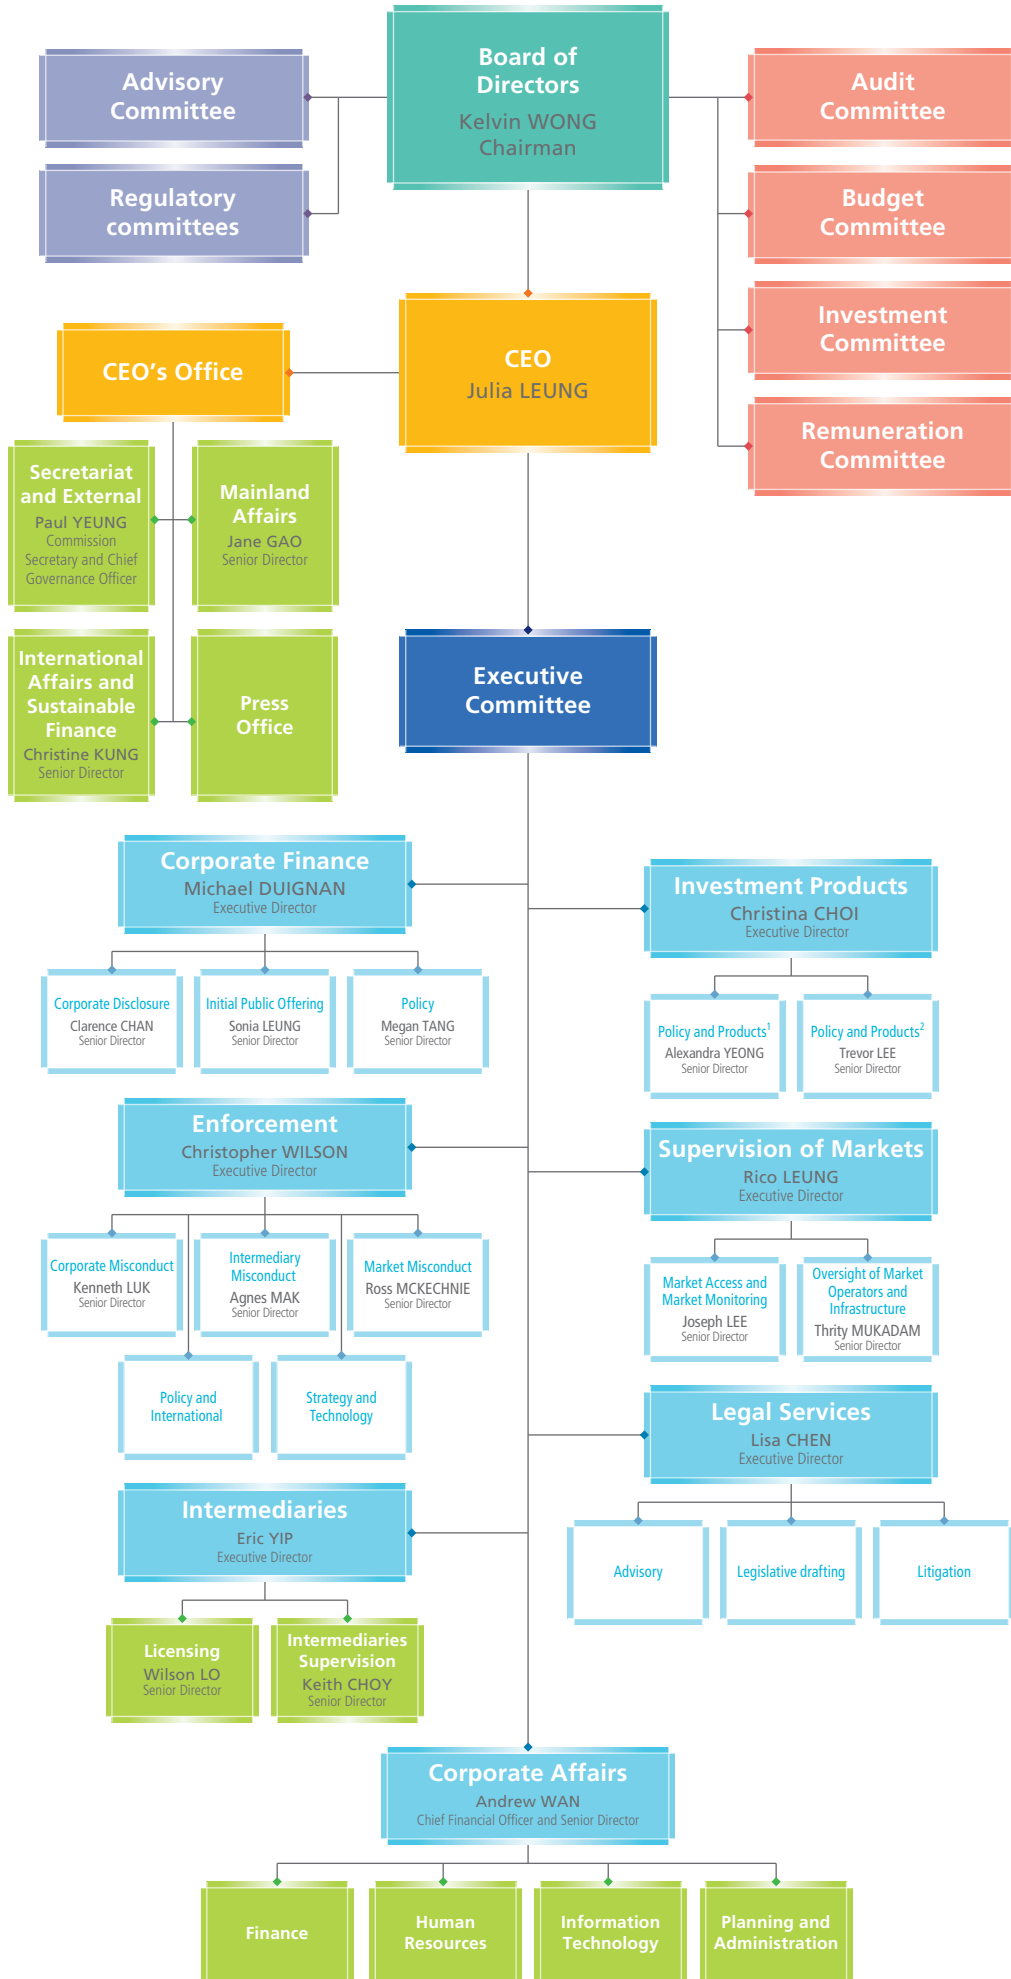 Board of
Directors
Kelvin WONG
Chairman
Advisory
Committee
Regulatory
committees
Audit
Committee
Budget
Committee
Investment
Committee
Remuneration
Committee
CEO
Julia LEUNG
CEO’s Office
Secretariat
and External
Paul YEUNG
Commission
Secretary and Chief
Governance Officer
Mainland
Affairs
Jane GAO
Senior Director
International
Affairs and
Sustainable
Finance
Christine KUNG
Senior Director
Press
Office
Executive
Committee
Corporate Finance
Michael DUIGNAN
Executive Director
Corporate Disclosure
Clarence CHAN
Senior Director
Initial Public Offering
Sonia LEUNG
Senior Director
Policy
Megan TANG
Senior Director
Investment Products
Christina CHOI
Executive Director
Policy and Products¹
Alexandra YEONG
Senior Director
Policy and Products²
Trevor LEE
Senior Director
Enforcement
Christopher WILSON
Executive Director
Corporate Misconduct
Kenneth LUK
Senior Director
Intermediary
Misconduct
Agnes MAK
Senior Director
Market Misconduct
Ross MCKECHNIE
Senior Director
Policy and
International
Strategy and
Technology
Supervision of Markets
Rico LEUNG
Executive Director
Market Access and
Market Monitoring
Joseph LEE
Senior Director
Oversight of Market
Operators and
Infrastructure
Thrity MUKADAM
Senior Director
Legal Services
Lisa CHEN
Executive Director
Advisory
Legislative drafting
Litigation
Intermediaries
Eric YIP
Executive Director
Licensing
Wilson LO
Senior Director
Intermediaries
Supervision
Keith CHOY
Senior Director
Corporate Affairs
Andrew WAN
Chief Financial Officer and Senior Director
Finance
Human
Resources
Information
Technology
Planning and
Administration